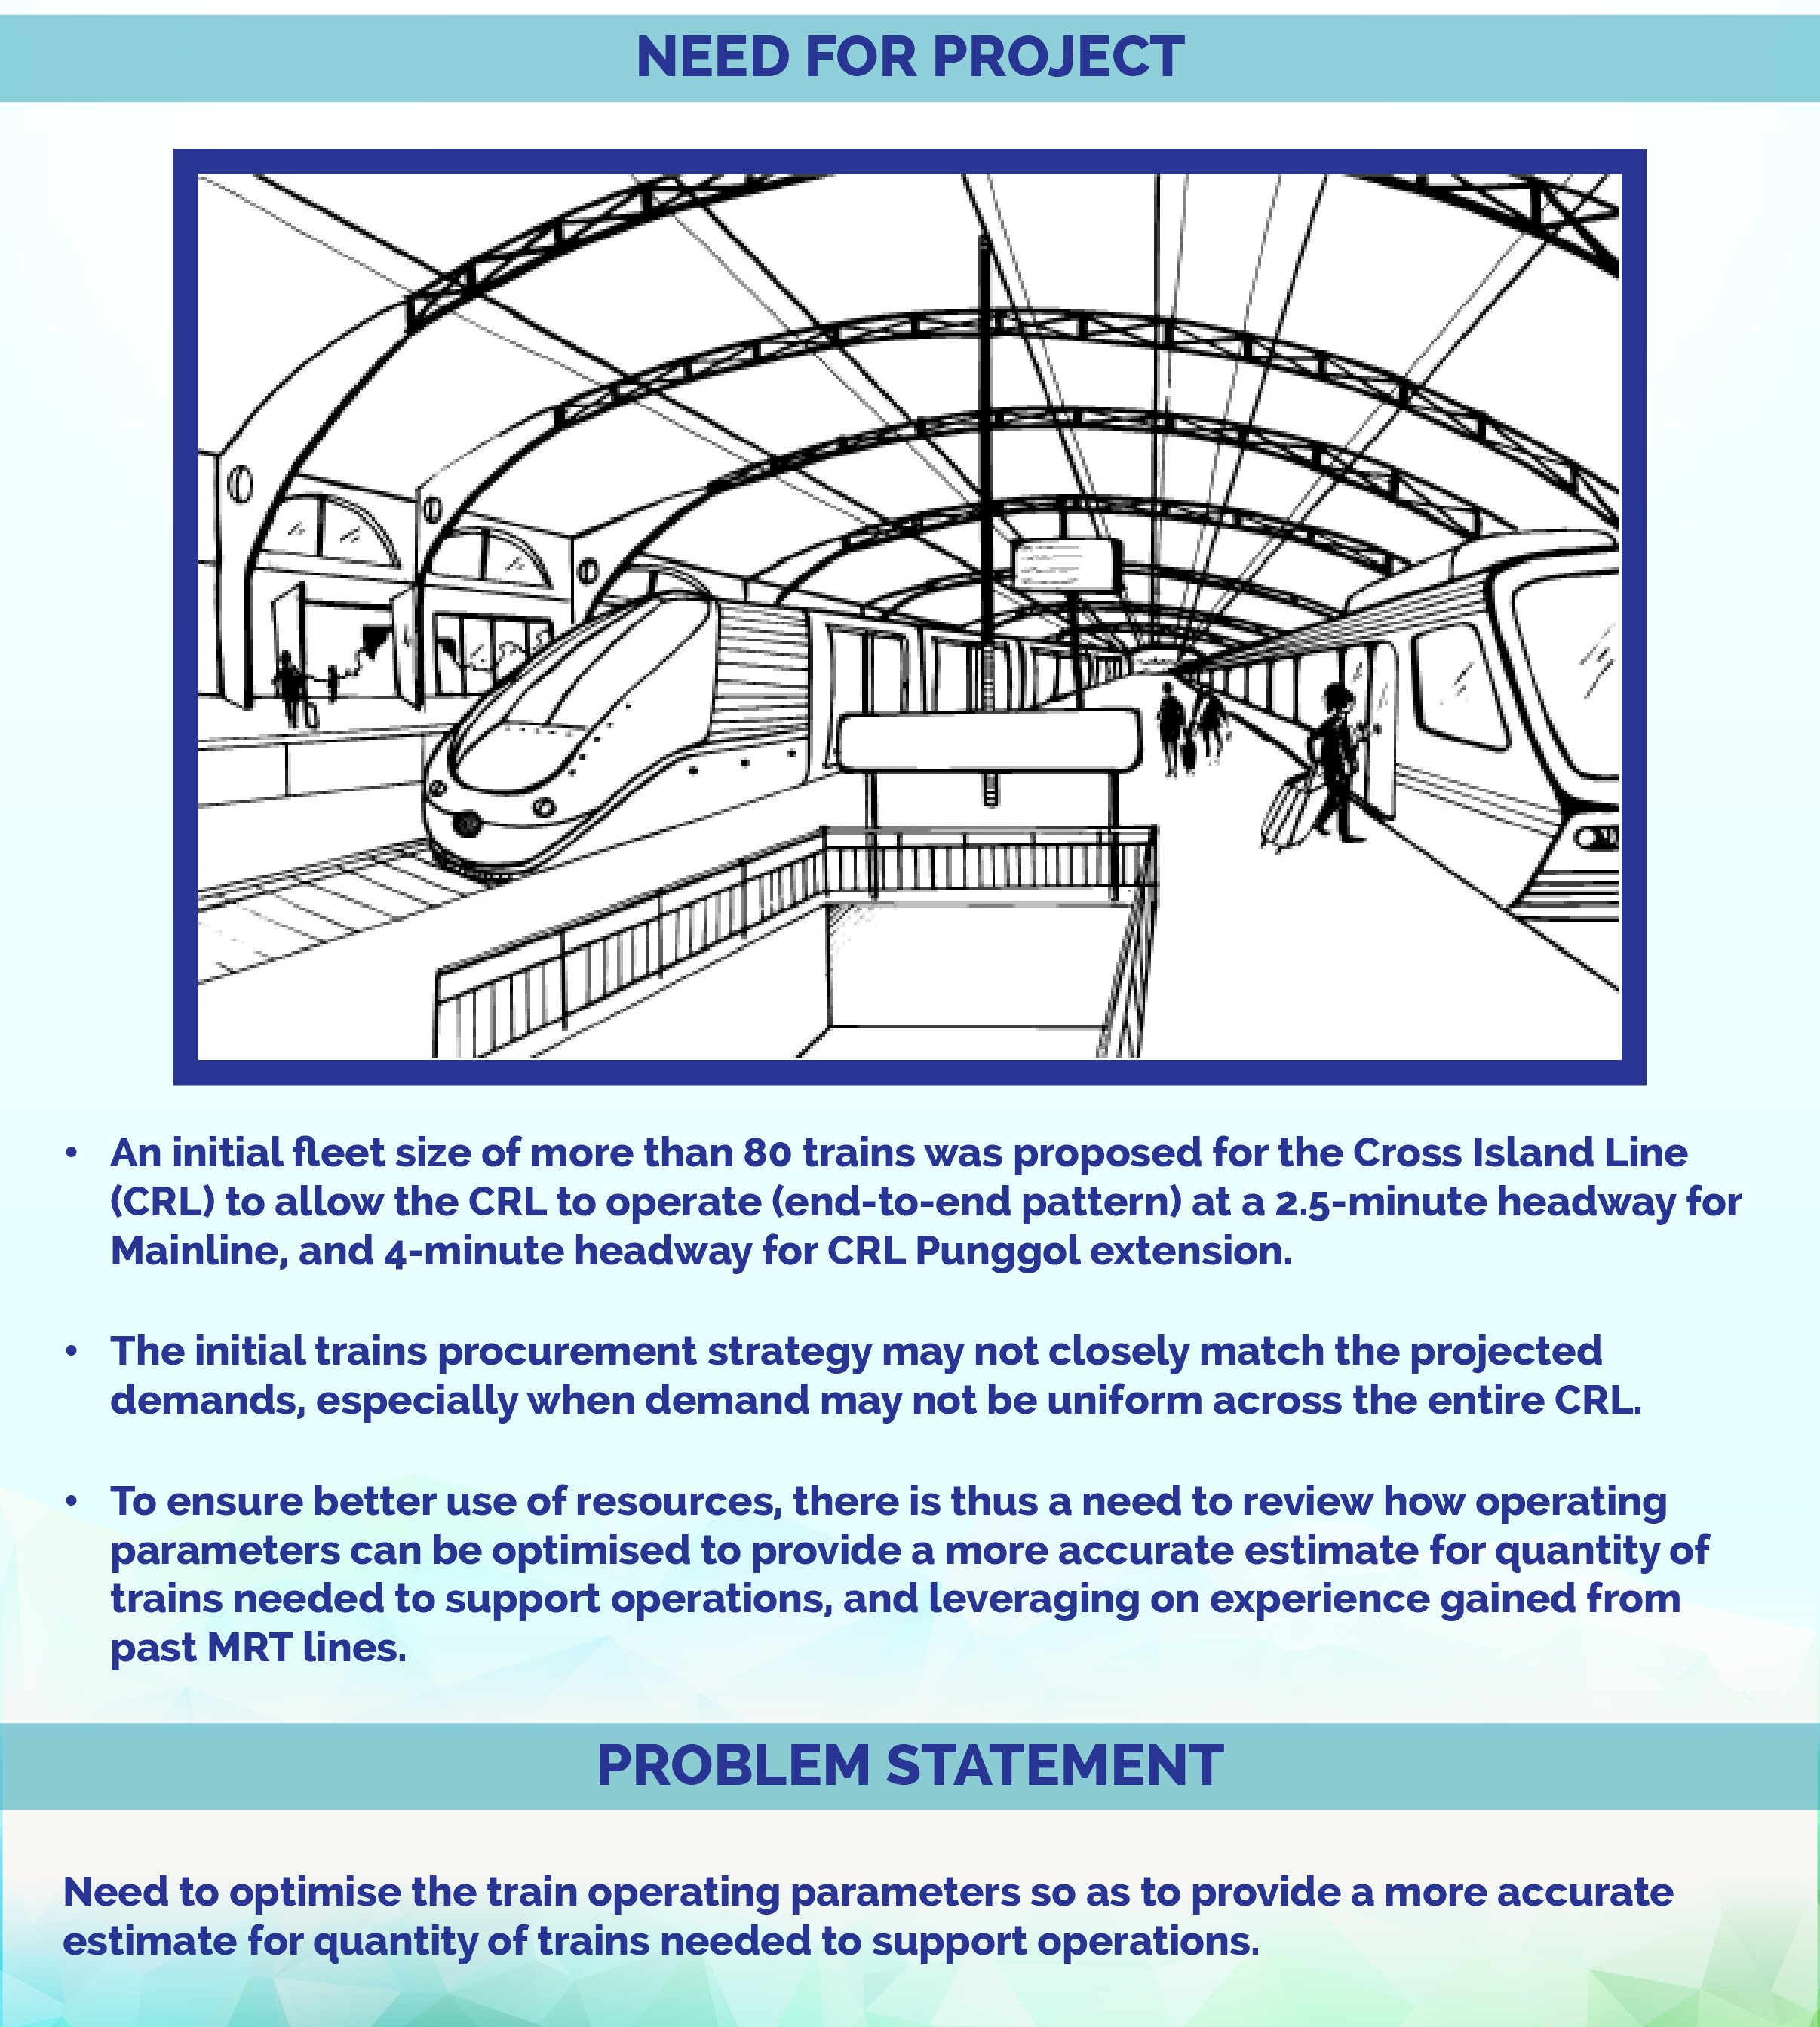 NEED FOR PROJECT
• An initial fleet size of more than 80 trains was proposed for the Cross Island Line
(CRL) to allow the CRL to operate (end-to-end pattern) at a 2.5-minute headway for
Mainline, and 4-minute headway for CRL Punggol extension.
• The initial trains procurement strategy may not closely match the projected
demands, especially when demand may not be uniform across the entire CRL.
• To ensure better use of resources, there is thus a need to review how operating
parameters can be optimised to provide a more accurate estimate for quantity of
trains needed to support operations, and leveraging on experience gained from
past MRT lines.
PROBLEM STATEMENT
Need to optimise the train operating parameters so as to provide a more accurate
estimate for quantity of trains needed to support operations.